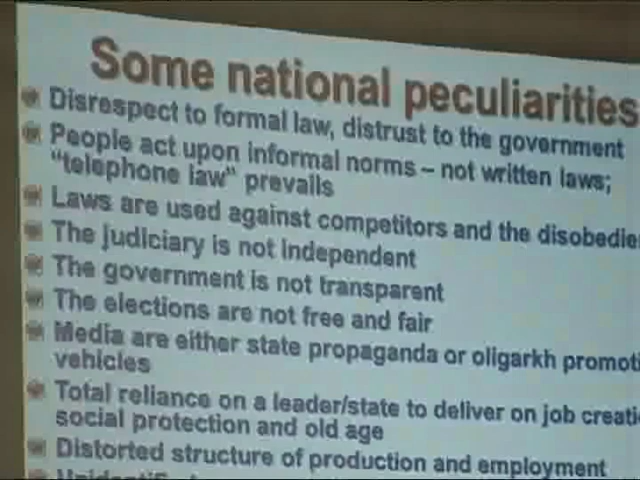 Some national peculiarities
Disrespect to formal law, distrust to the government
People act upon informal norms – not written laws;
“telephone law” prevails
Laws are used against competitors and the
The judiciary is not independent
The government is not transparent
The elections are not free and fair
Media are either state propaganda or oligarkh
vehicles
Total reliance on a leader/state to deliver on job
social protection and old age
Distorted structure of production and employment